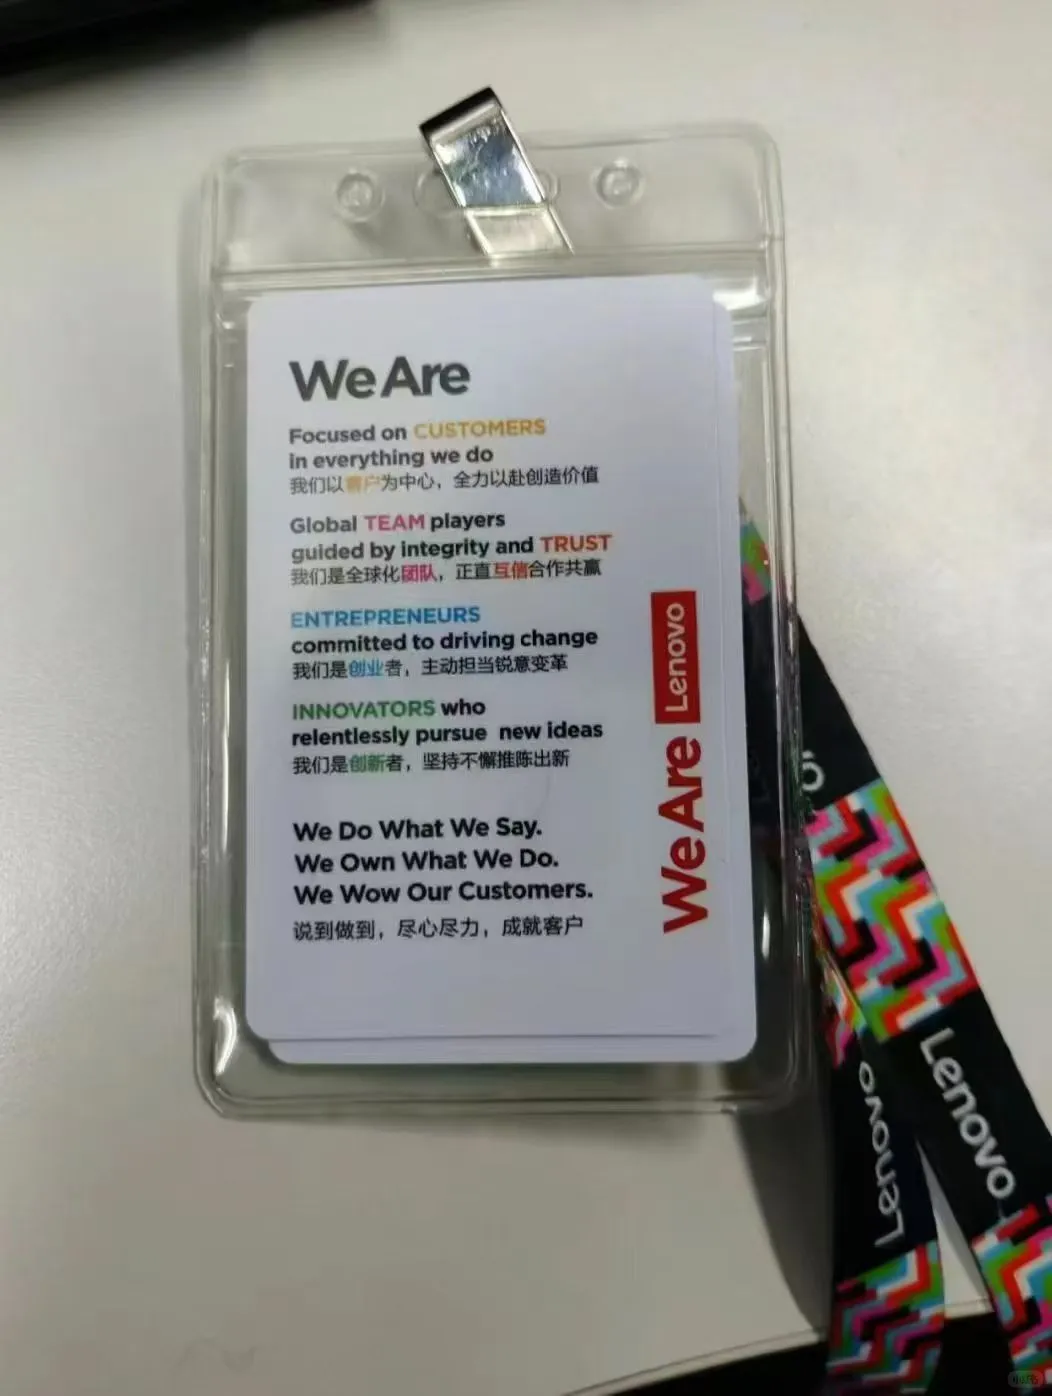 We Are
Focused on CUSTOMERS
in everything we do
我们以客户为中心，全力以赴创造价值
Global TEAM players
guided by integrity and TRUST
我们是全球化团队，正直互信合作共赢
ENTREPRENEURS
committed to driving change
我们是创业者，主动担当锐意变革
INNOVATORS who
relentlessly pursue new ideas
我们是创新者，坚持不懈推陈出新
We Do What We Say.
We Own What We Do.
We Wow Our Customers.
说到做到，尽心尽力，成就客户
We Are Lenovo
Lenovo
Lenovo